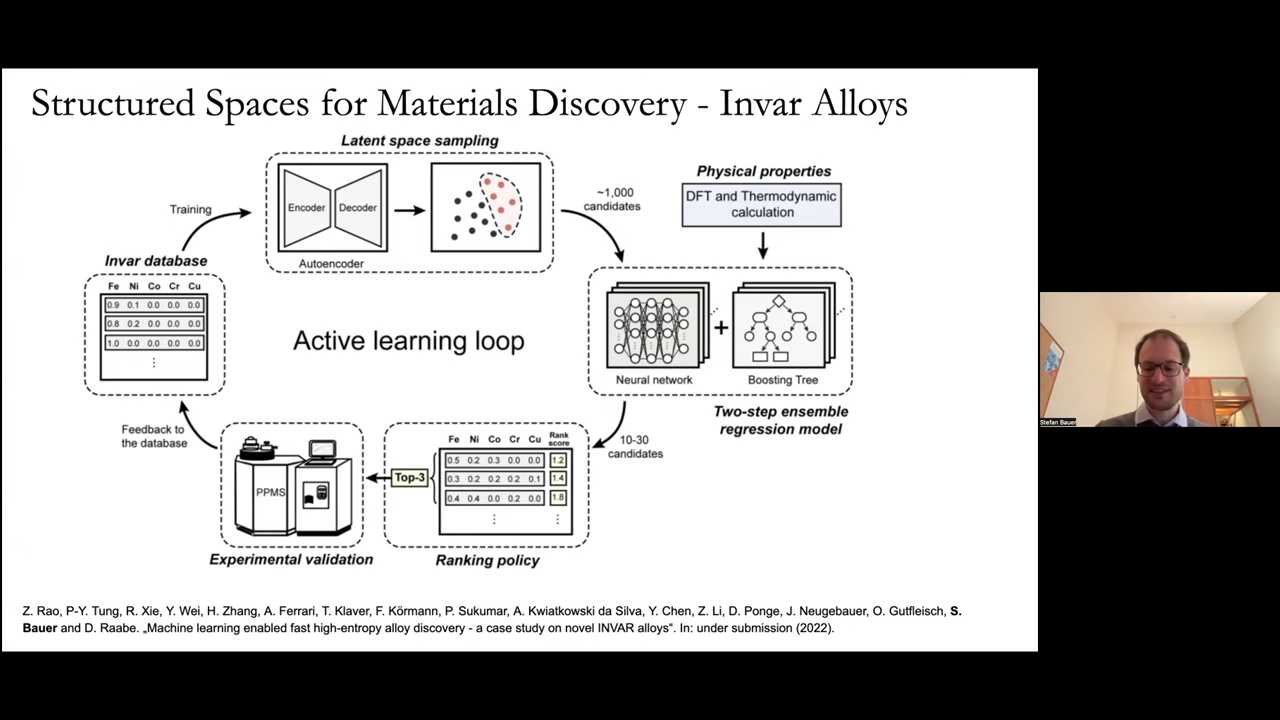 Structured Spaces for Materials Discovery - Invar Alloys
Latent space sampling
Encoder
Decoder
Autoencoder
Training
~1,000
candidates
Physical properties
DFT and Thermodynamic
calculation
Invar database
Fe Ni Co Cr Cu
0.9 0.1 0.0 0.0 0.0
0.8 0.2 0.0 0.0 0.0
1.0 0.0 0.0 0.0 0.0
Active learning loop
+
Neural network
Boosting Tree
Two-step ensemble
regression model
10-30
candidates
Feedback to
the database
PPMS
Experimental validation
Top-3
Fe Ni Co Cr Cu Rank
score
0.5 0.2 0.3 0.0 0.0 1.2
0.3 0.2 0.2 0.2 0.1 1.4
0.4 0.4 0.0 0.2 0.0 1.8
Ranking policy
Z. Rao, P-Y. Tung, R. Xie, Y. Wei, H. Zhang, A. Ferrari, T. Klaver, F. Körmann, P. Sukumar, A. Kwiatkowski da Silva, Y. Chen, Z. Li, D. Ponge, J. Neugebauer, O. Gutfleisch, S.
Bauer and D. Raabe. „Machine learning enabled fast high-entropy alloy discovery - a case study on novel INVAR alloys“. In: under submission (2022).
Stefan Bauer